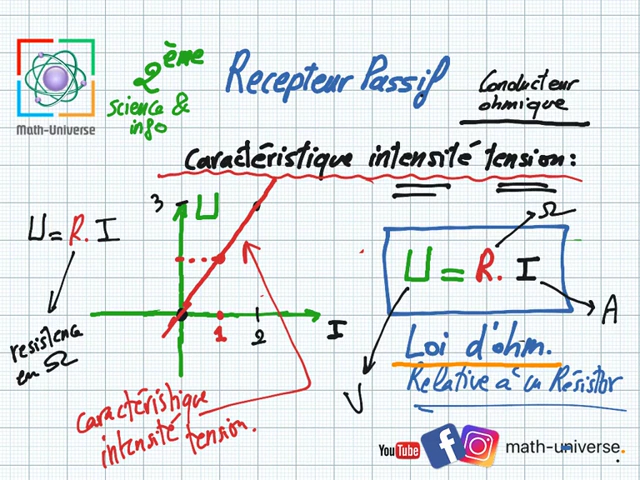 Math-Universe
2ème
science &
info
Recepteur Passif
Conducteur
ohmique
Caractéristique intensité tension:
3
U
U = R. I
Ω
U = R. I
1
2
I
A
V
resistence
en Ω
Loi d'ohm.
Relative à un Résistor
caractéristique
intensité tension.
YouTube
f
math-universe.